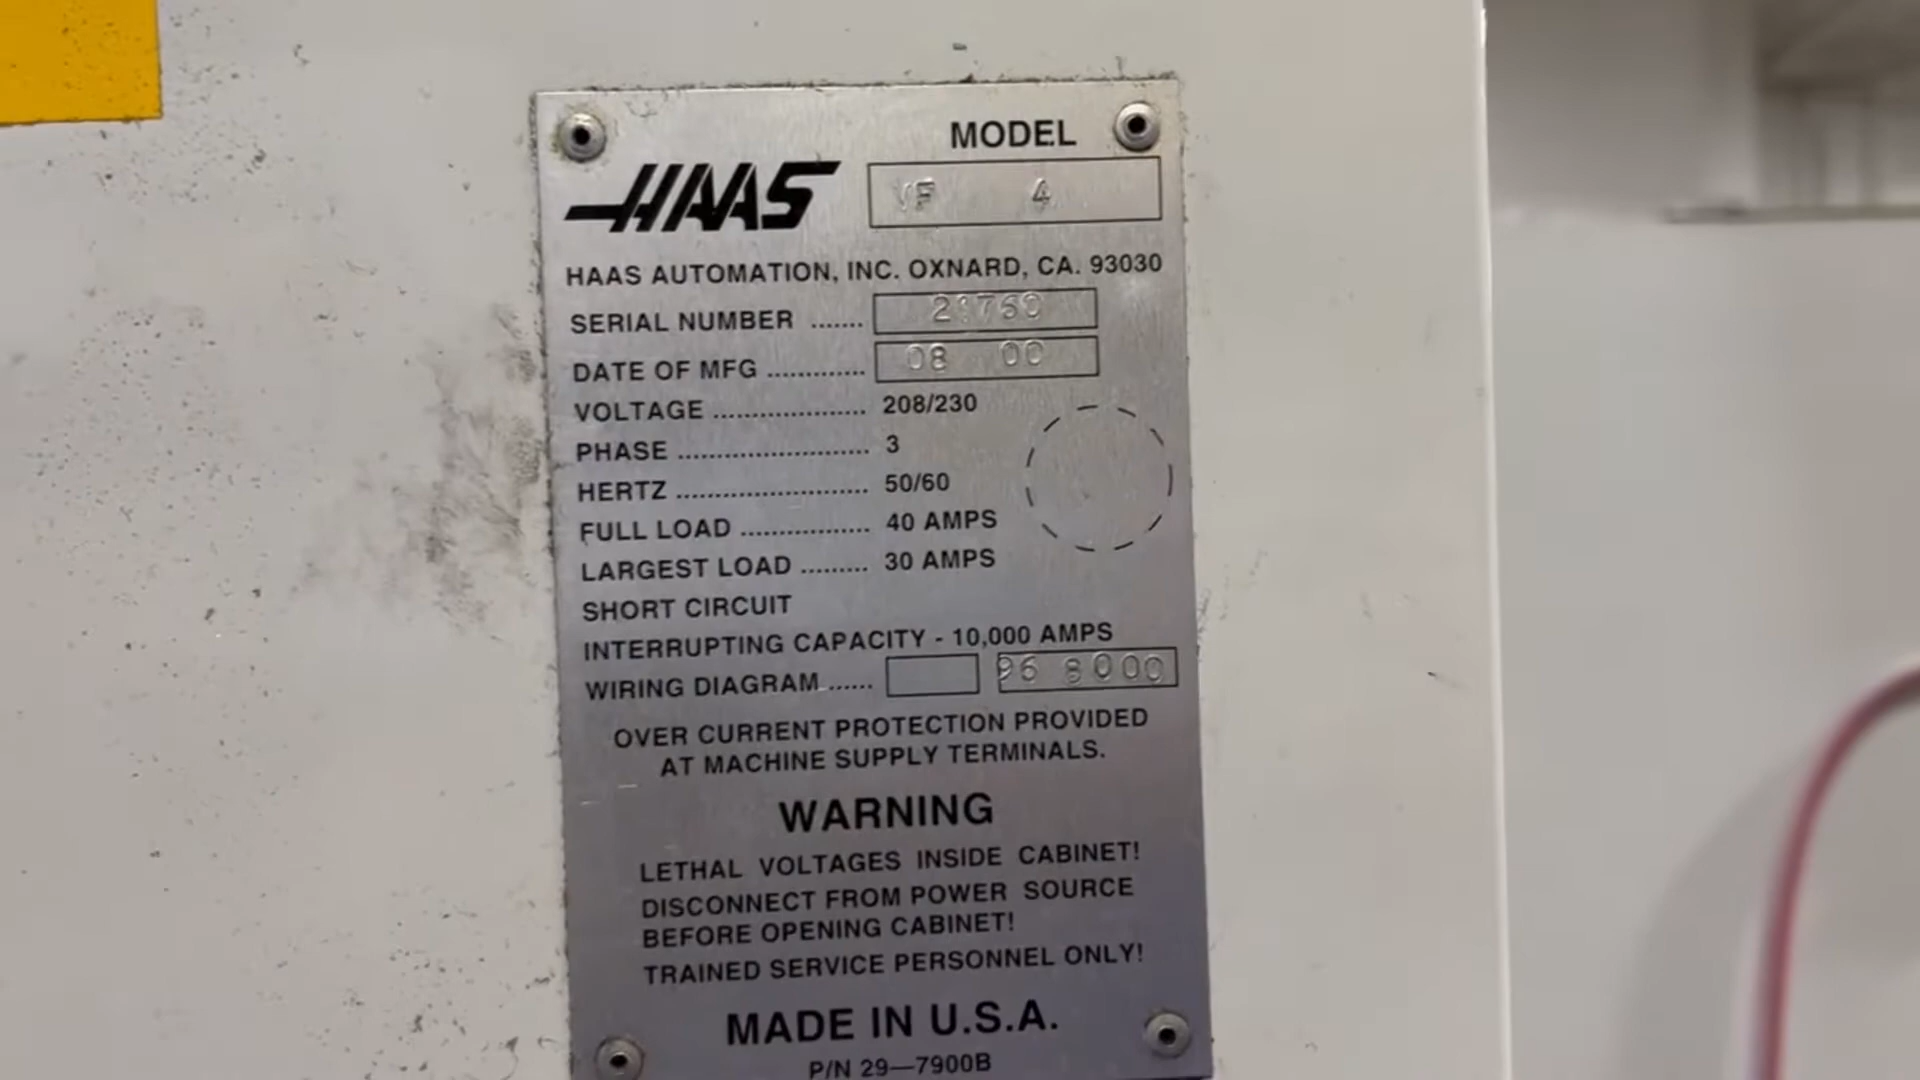 MODEL
HAAS VF 4
HAAS AUTOMATION, INC. OXNARD, CA. 93030
SERIAL NUMBER .......
DATE OF MFG ............. 08 00
VOLTAGE .................... 208/230
PHASE ......................... 3
HERTZ ......................... 50/60
FULL LOAD ................. 40 AMPS
LARGEST LOAD ......... 30 AMPS
SHORT CIRCUIT
INTERRUPTING CAPACITY - 10,000 AMPS
WIRING DIAGRAM ...... 96 8000
OVER CURRENT PROTECTION PROVIDED
AT MACHINE SUPPLY TERMINALS.
WARNING
LETHAL VOLTAGES INSIDE CABINET!
DISCONNECT FROM POWER SOURCE
BEFORE OPENING CABINET!
TRAINED SERVICE PERSONNEL ONLY!
MADE IN U.S.A.
P/N 29—7900B